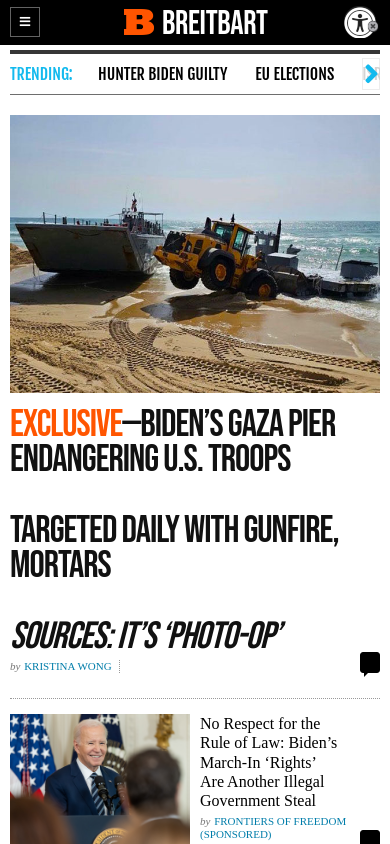 BREITBART
TRENDING:
HUNTER BIDEN GUILTY
EU ELECTIONS
EXCLUSIVE—BIDEN’S GAZA PIER
ENDANGERING U.S. TROOPS
TARGETED DAILY WITH GUNFIRE,
MORTARS
SOURCES: IT’S ‘PHOTO-OP’
by KRISTINA WONG
No Respect for the
Rule of Law: Biden’s
March-In ‘Rights’
Are Another Illegal
Government Steal
by FRONTIERS OF FREEDOM
(SPONSORED)